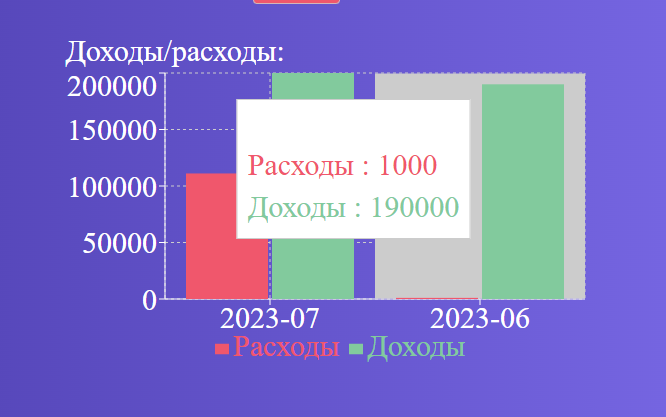 Доходы/расходы:
200000
150000
100000
50000
0
Расходы : 1000
Доходы : 190000
2023-07 2023-06
Расходы Доходы